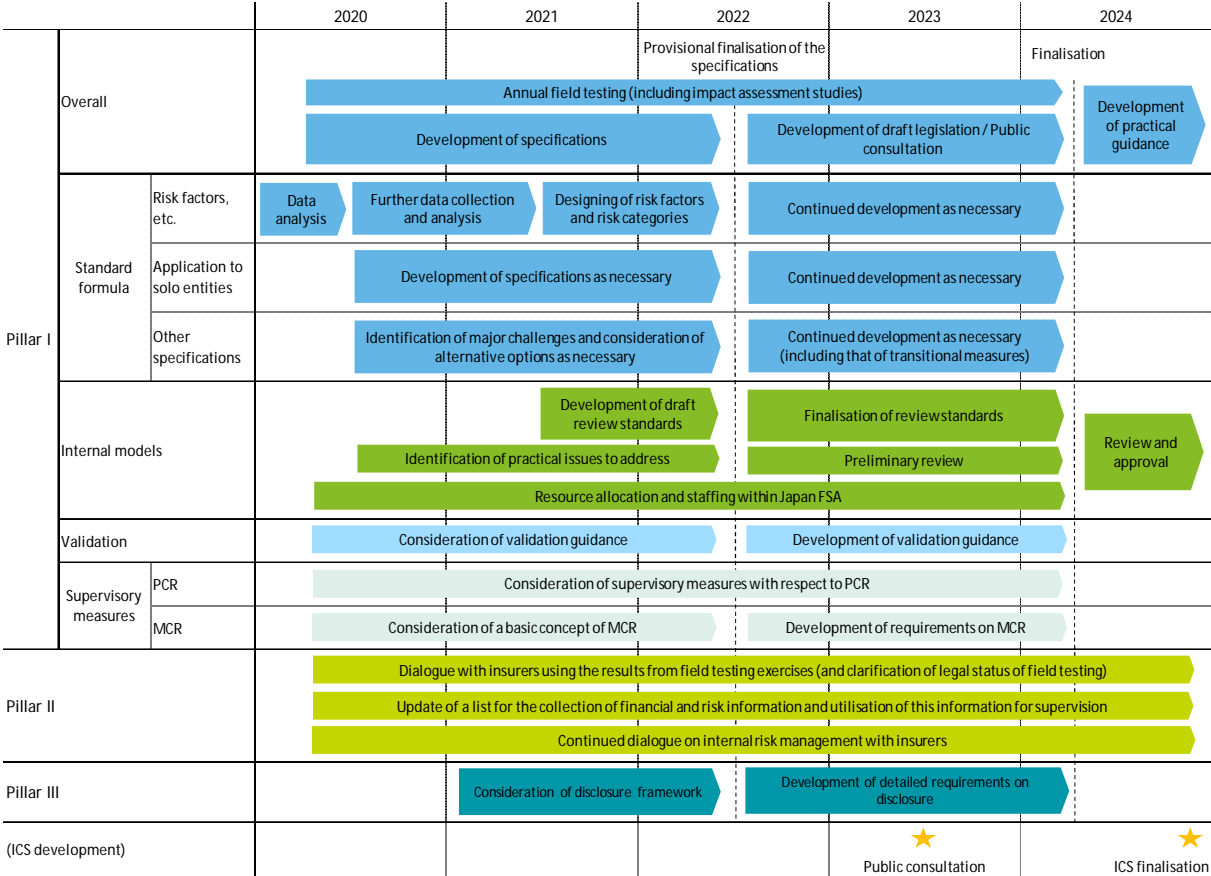 2020
2021
2022
2023
2024
Provisional finalisation of the
specifications
Finalisation
Overall
Annual field testing (including impact assessment studies)
Development of specifications
Development of draft legislation / Public
consultation
Development
of practical
guidance
Pillar I
Standard
formula
Risk factors,
etc.
Data
analysis
Further data collection
and analysis
Designing of risk factors
and risk categories
Continued development as necessary
Application to
solo entities
Development of specifications as necessary
Continued development as necessary
Other
specifications
Identification of major challenges and consideration of
alternative options as necessary
Continued development as necessary
(including that of transitional measures)
Internal models
Development of draft
review standards
Finalisation of review standards
Identification of practical issues to address
Preliminary review
Resource allocation and staffing within Japan FSA
Review and
approval
Validation
Consideration of validation guidance
Development of validation guidance
Supervisory
measures
PCR
Consideration of supervisory measures with respect to PCR
MCR
Consideration of a basic concept of MCR
Development of requirements on MCR
Pillar II
Dialogue with insurers using the results from field testing exercises (and clarification of legal status of field testing)
Update of a list for the collection of financial and risk information and utilisation of this information for supervision
Continued dialogue on internal risk management with insurers
Pillar III
Consideration of disclosure framework
Development of detailed requirements on
disclosure
(ICS development)
Public consultation
ICS finalisation